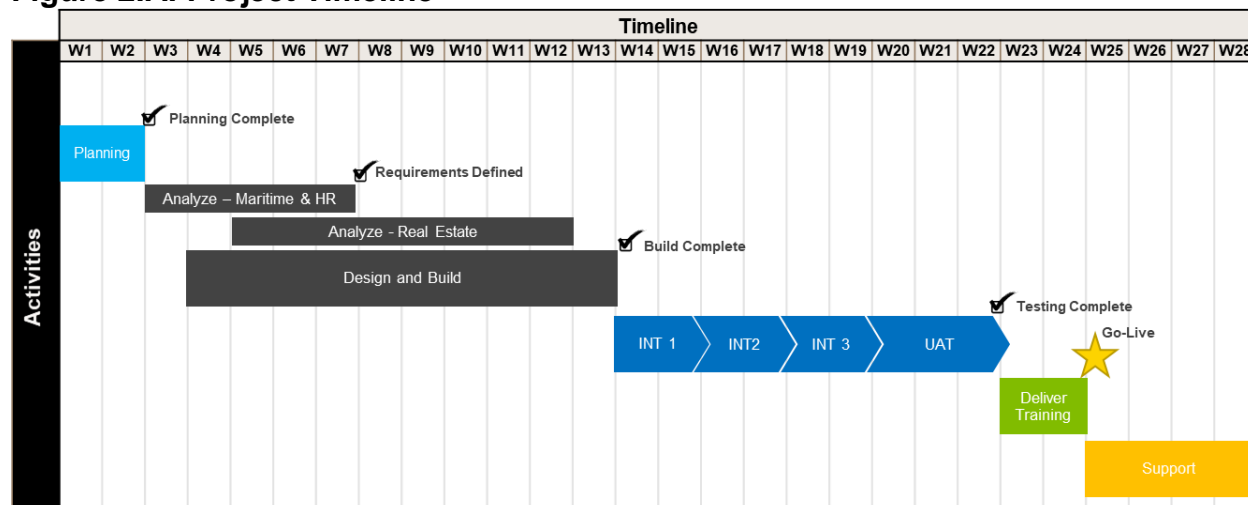 Timeline
W1 W2 W3 W4 W5 W6 W7 W8 W9 W10 W11 W12 W13 W14 W15 W16 W17 W18 W19 W20 W21 W22 W23 W24 W25 W26 W27 W28
Activities
Planning Complete
Planning
Requirements Defined
Analyze – Maritime & HR
Analyze - Real Estate
Build Complete
Design and Build
Testing Complete
Go-Live
INT 1
INT2
INT 3
UAT
Deliver
Training
Support